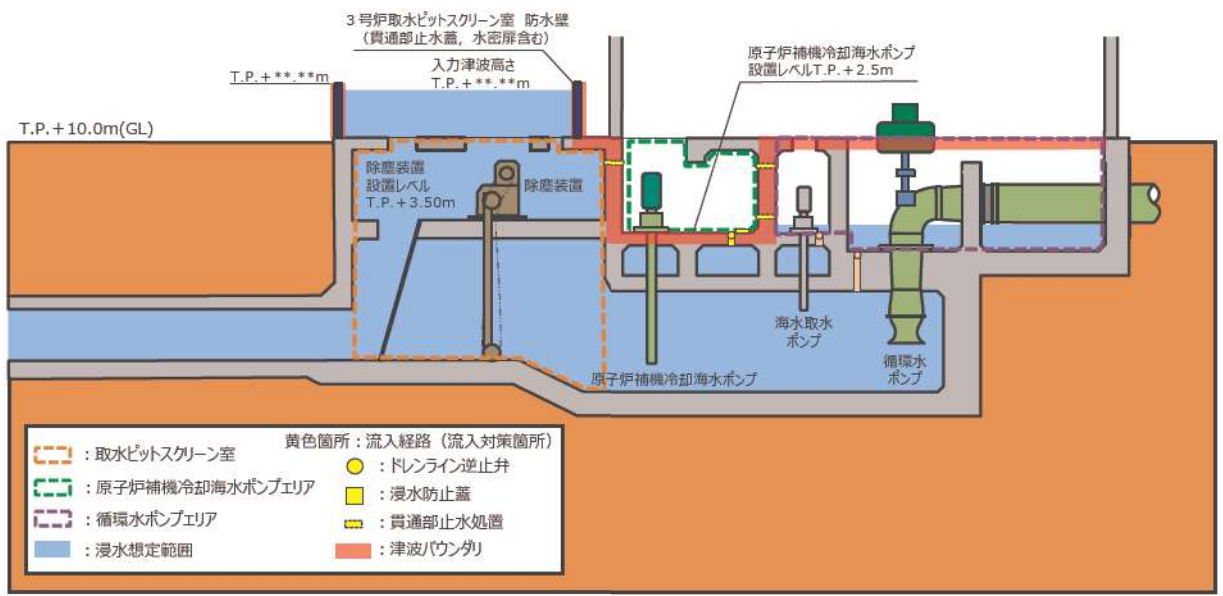 3号炉取水ピットスクリーン室 防水壁
(貫通部止水蓋,水密扉含む)
原子炉補機冷却海水ポンプ
設置レベルT.P.+2.5m
T.P.+**.**m
入力津波高さ
T.P.+**.**m
T.P.+10.0m(GL)
除塵装置
設置レベル
T.P.+3.50m
除塵装置
海水取水
ポンプ
循環水
ポンプ
原子炉補機冷却海水ポンプ
黄色箇所:流入経路(流入対策箇所)
:取水ピットスクリーン室
:原子炉補機冷却海水ポンプエリア
:循環水ポンプエリア
:浸水想定範囲
:ドレンライン逆止弁
:浸水防止蓋
:貫通部止水処置
:津波バウンダリ